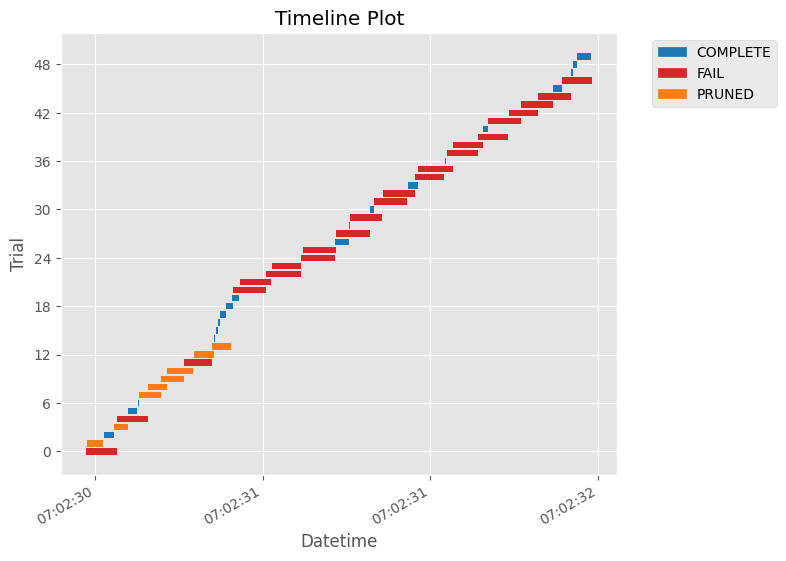 Timeline Plot
COMPLETE
FAIL
PRUNED
Trial
48
42
36
30
24
18
12
6
0
07:02:30
07:02:31
07:02:31
07:02:32
Datetime